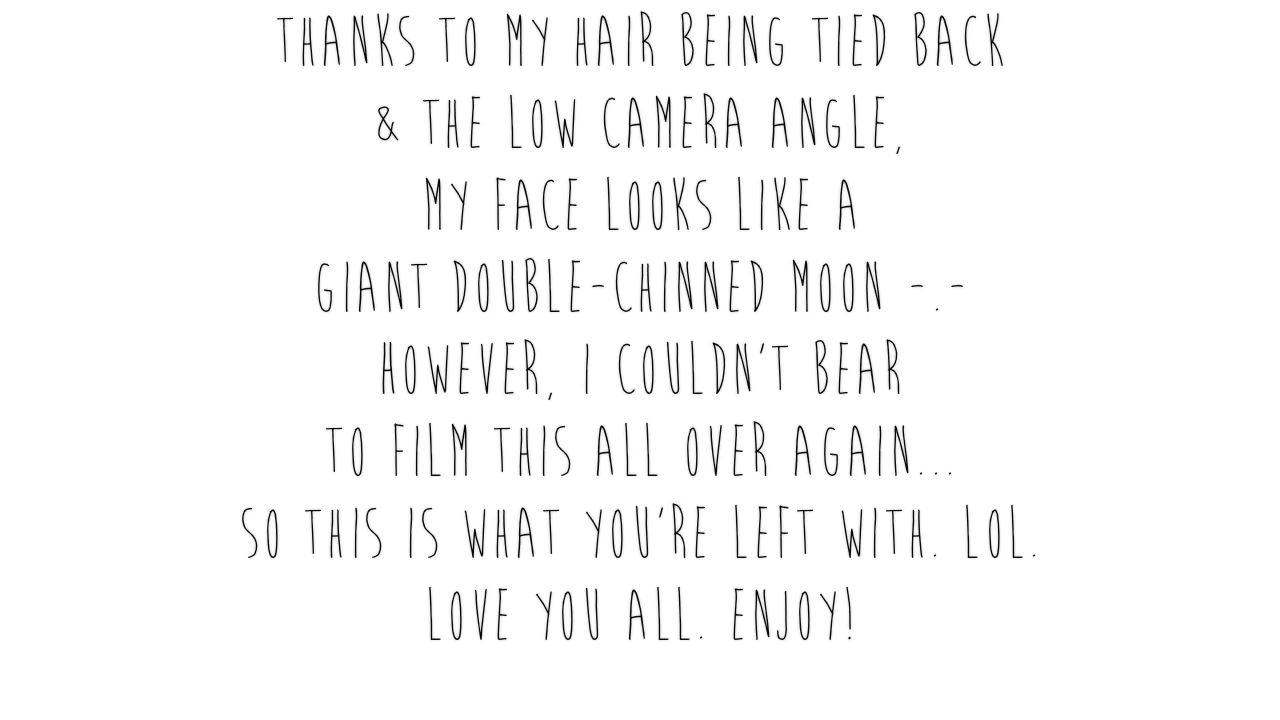 THANKS TO MY HAIR BEING TIED BACK
& THE LOW CAMERA ANGLE,
MY FACE LOOKS LIKE A
GIANT DOUBLE-CHINNED MOON -.-
HOWEVER, I COULDN'T BEAR
TO FILM THIS ALL OVER AGAIN...
SO THIS IS WHAT YOU'RE LEFT WITH. LOL.
LOVE YOU ALL. ENJOY!